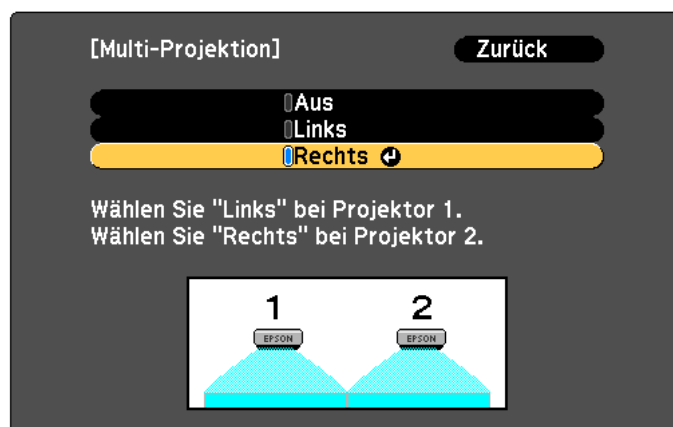 [Multi-Projektion] Zurück
Aus
Links
Rechts
Wählen Sie "Links" bei Projektor 1.
Wählen Sie "Rechts" bei Projektor 2.
1 2
EPSON EPSON